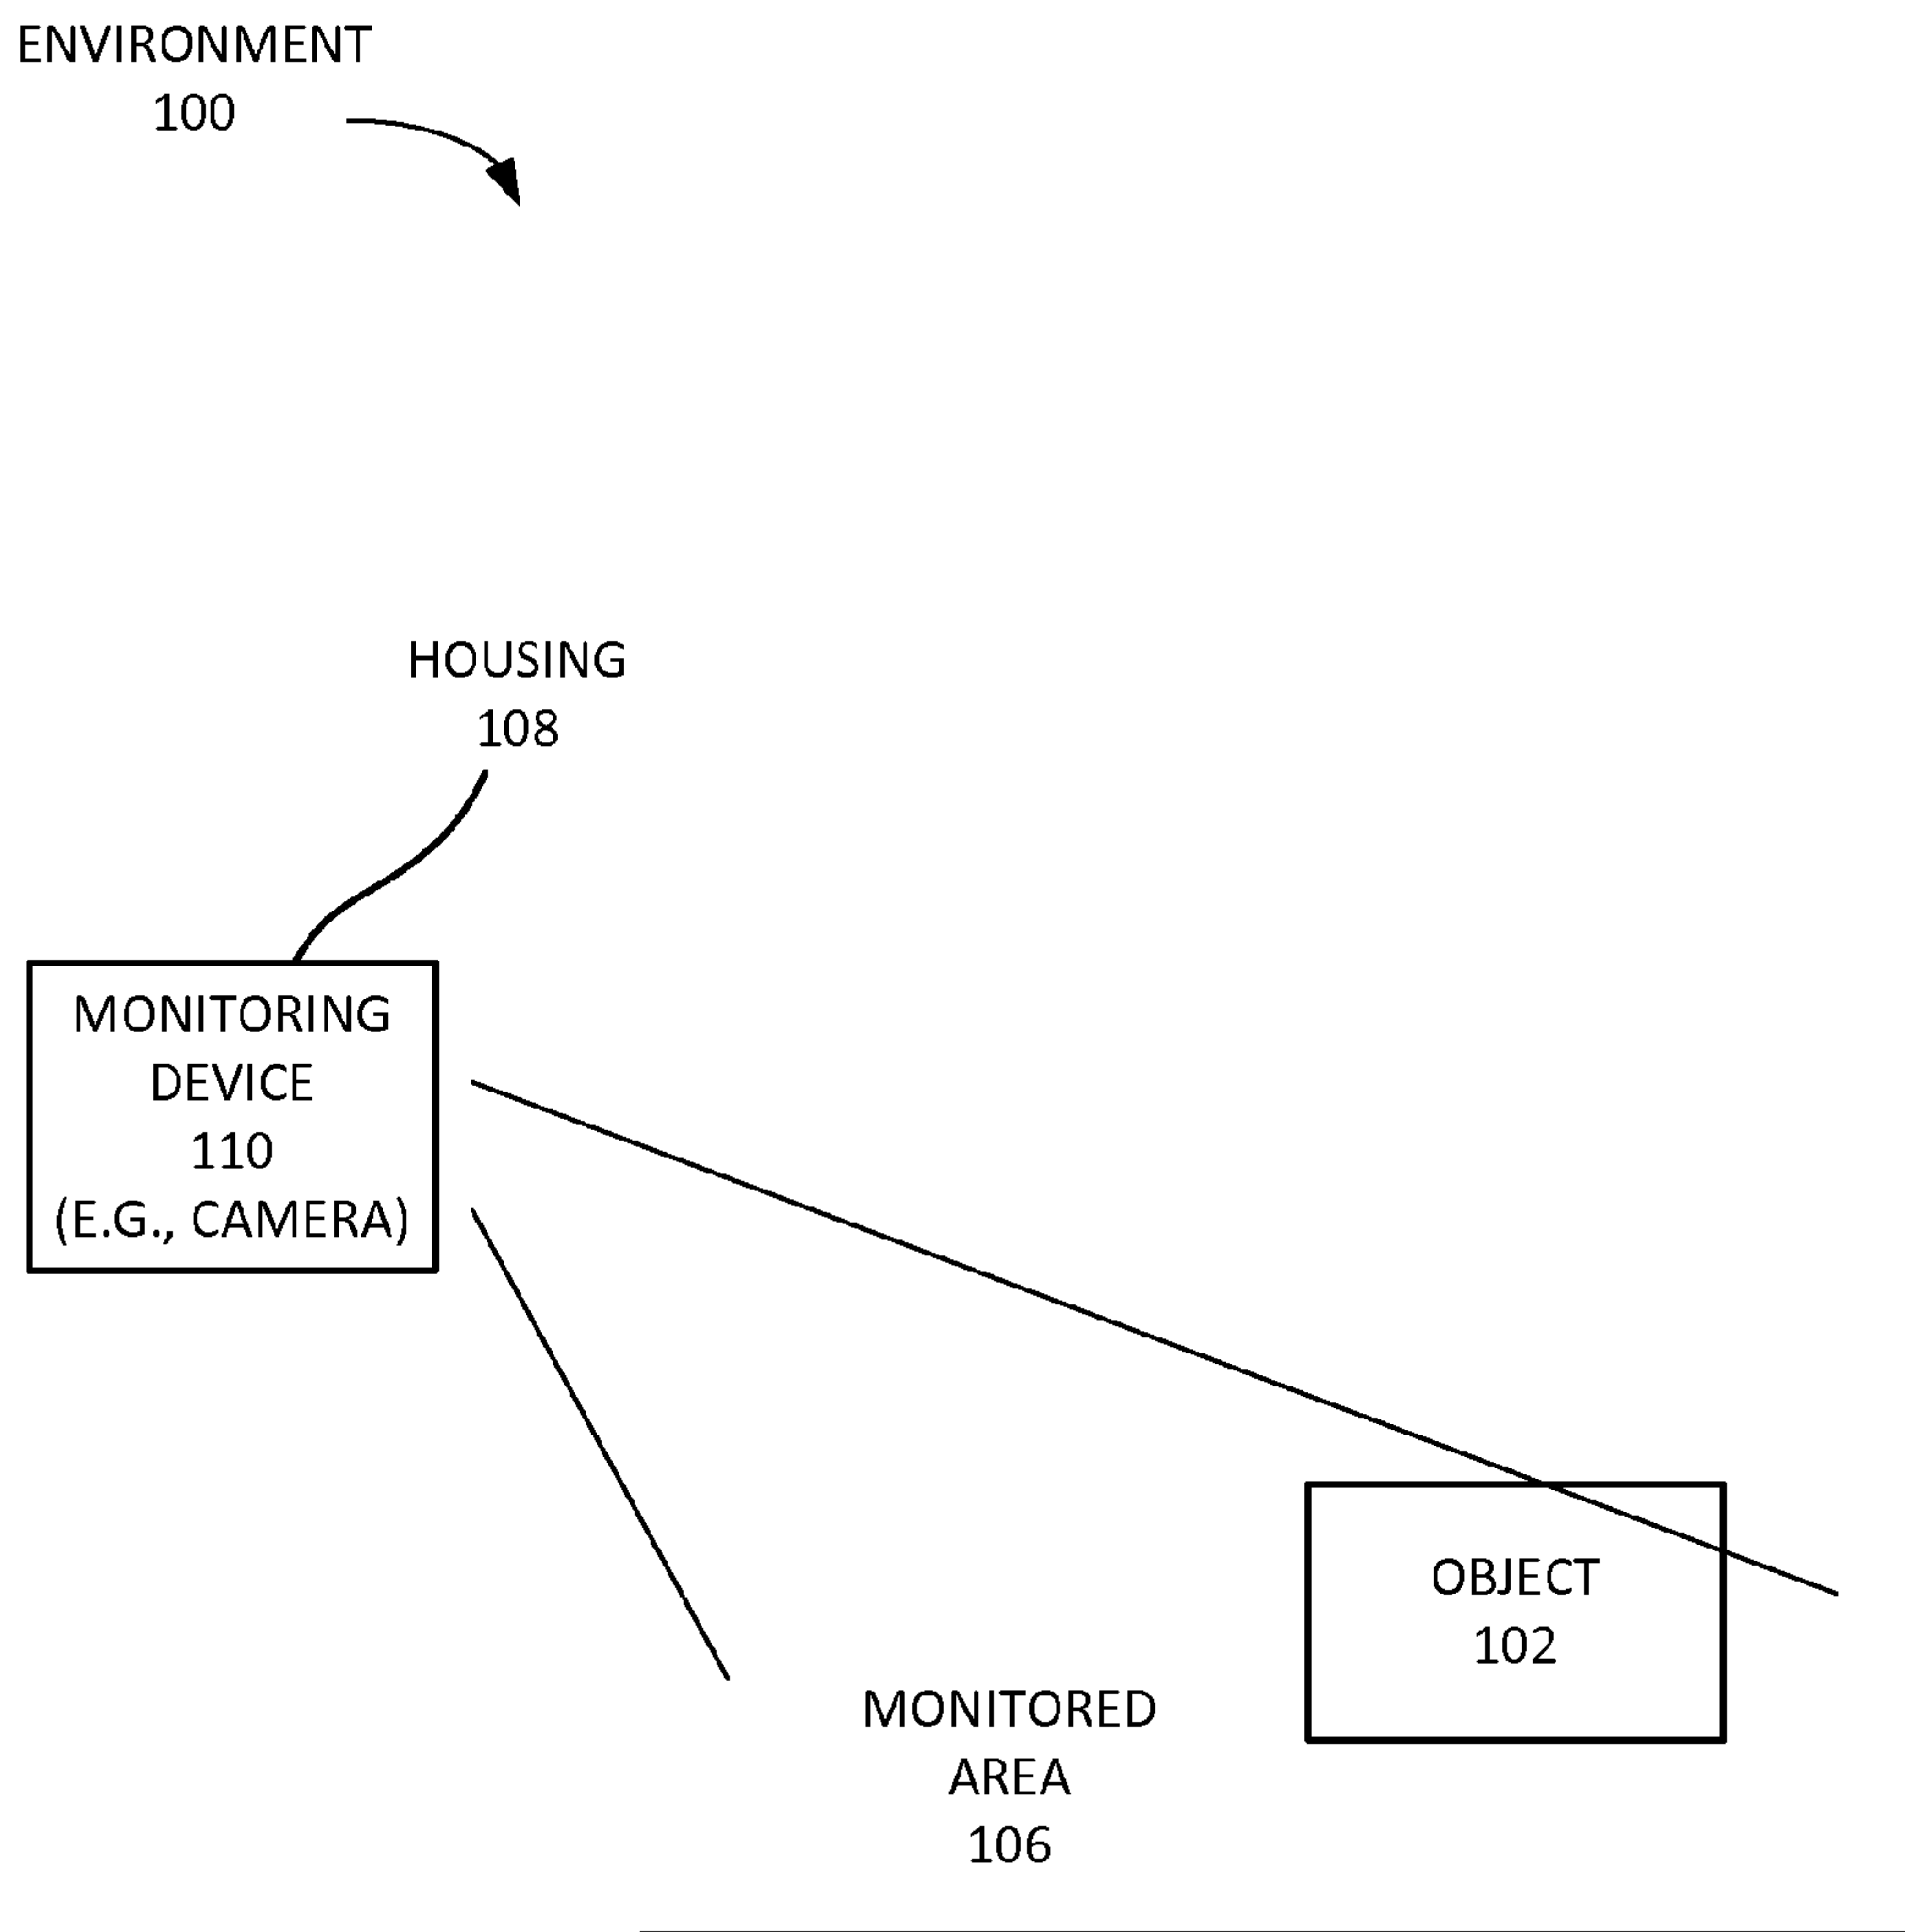 ENVIRONMENT
100
HOUSING
108
MONITORING
DEVICE
110
(E.G., CAMERA)
OBJECT
102
MONITORED
AREA
106